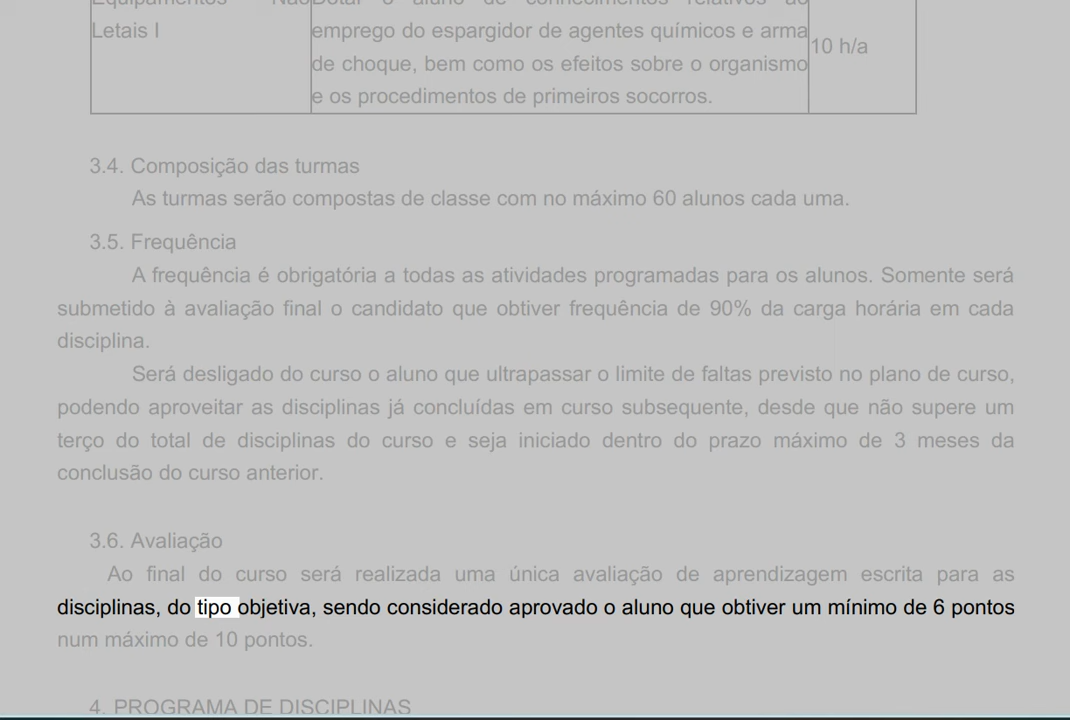 Equipamentos Não
Letais I
Dotar o aluno de conhecimentos relativos ao
emprego do espargidor de agentes químicos e arma
de choque, bem como os efeitos sobre o organismo
e os procedimentos de primeiros socorros.
10 h/a
3.4. Composição das turmas
As turmas serão compostas de classe com no máximo 60 alunos cada uma.
3.5. Frequência
A frequência é obrigatória a todas as atividades programadas para os alunos. Somente será
submetido à avaliação final o candidato que obtiver frequência de 90% da carga horária em cada
disciplina.
Será desligado do curso o aluno que ultrapassar o limite de faltas previsto no plano de curso,
podendo aproveitar as disciplinas já concluídas em curso subsequente, desde que não supere um
terço do total de disciplinas do curso e seja iniciado dentro do prazo máximo de 3 meses da
conclusão do curso anterior.
3.6. Avaliação
Ao final do curso será realizada uma única avaliação de aprendizagem escrita para as
disciplinas, do tipo objetiva, sendo considerado aprovado o aluno que obtiver um mínimo de 6 pontos
num máximo de 10 pontos.
4. PROGRAMA DE DISCIPLINAS